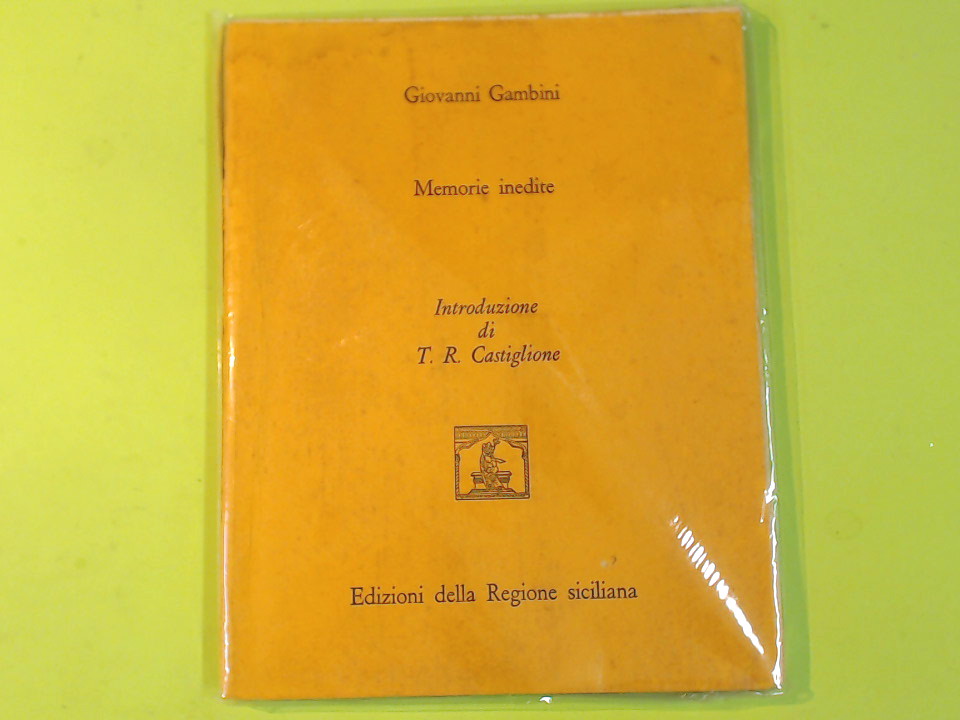 Giovanni Gambini
Memorie inedite
Introduzione
di
T. R. Castiglione
Edizioni della Regione siciliana